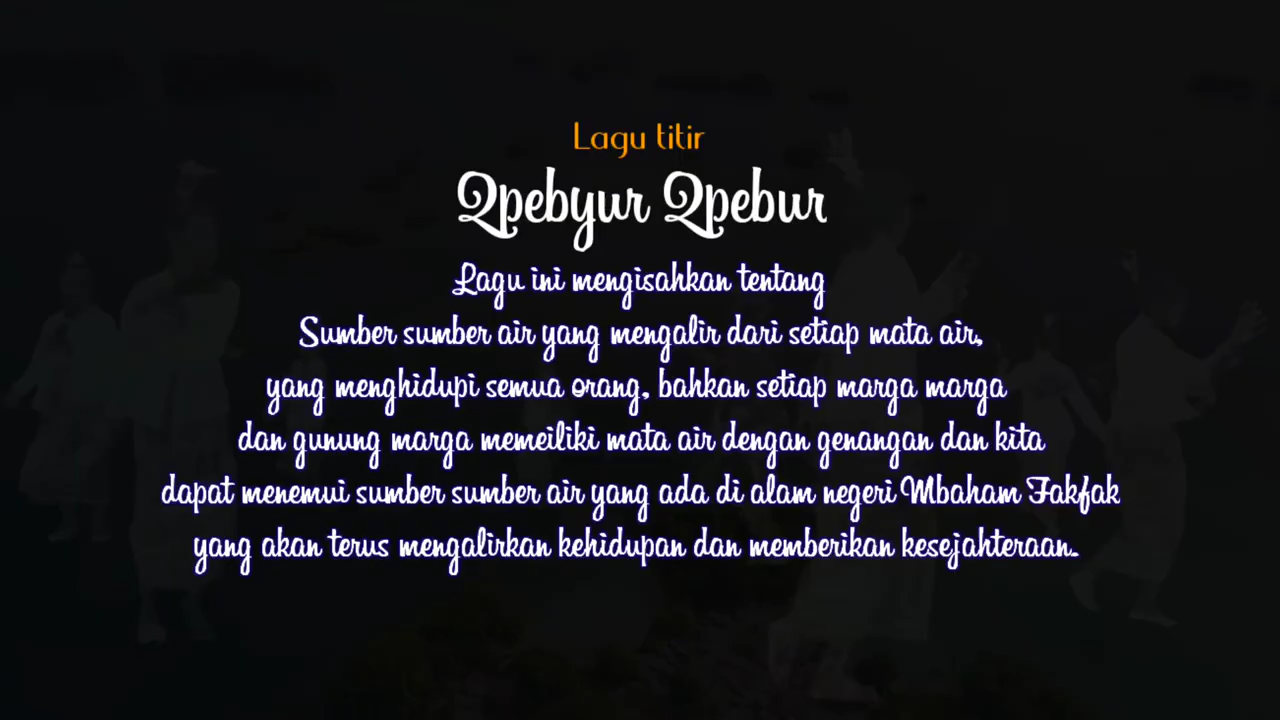 Lagu titir
Qpebyur Qpebur
Lagu ini mengisahkan tentang
Sumber sumber air yang mengalir dari setiap mata air,
yang menghidupi semua orang, bahkan setiap marga marga
dan gunung marga memeiliki mata air dengan genangan dan kita
dapat menemui sumber sumber air yang ada di alam negeri Mbaham Fakfak
yang akan terus mengalirkan kehidupan dan memberikan kesejahteraan.